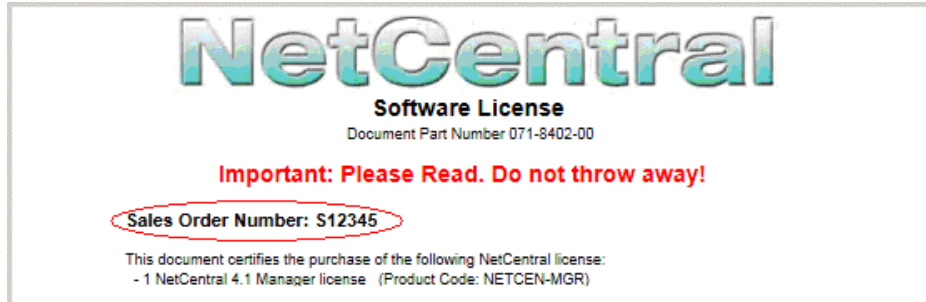 NetCentral
Software License
Document Part Number 071-8402-00
Important: Please Read. Do not throw away!
Sales Order Number: S12345
This document certifies the purchase of the following NetCentral license:
- 1 NetCentral 4.1 Manager license (Product Code: NETCEN-MGR)